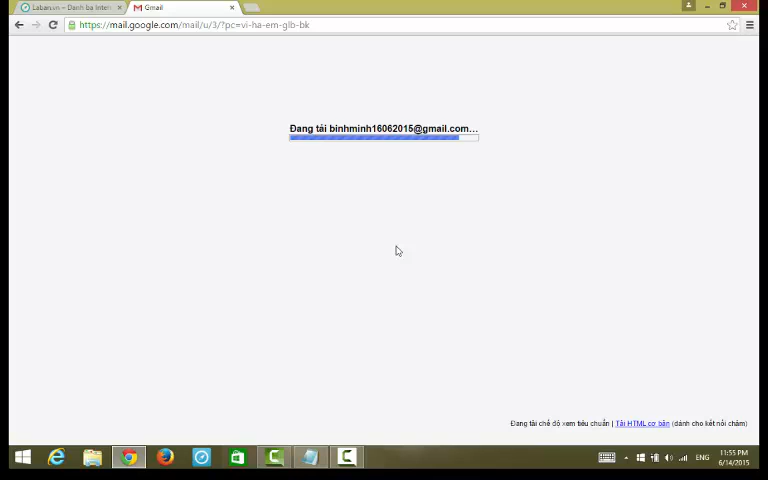 Laban.vn – Danh bạ Intern
Gmail
https://mail.google.com/mail/u/3/?pc=vi-ha-em-glb-bk
Đang tải binhminh16062015@gmail.com…
Đang tải chế độ xem tiêu chuẩn | Tải HTML cơ bản (dành cho kết nối chậm)
ENG
11:55 PM
6/14/2015